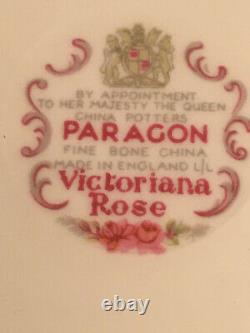 BY APPOINTMENT
TO HER MAJESTY THE QUEEN
CHINA POTTERS
PARAGON
FINE BONE CHINA
MADE IN ENGLAND L/L
Victoriana
Rose